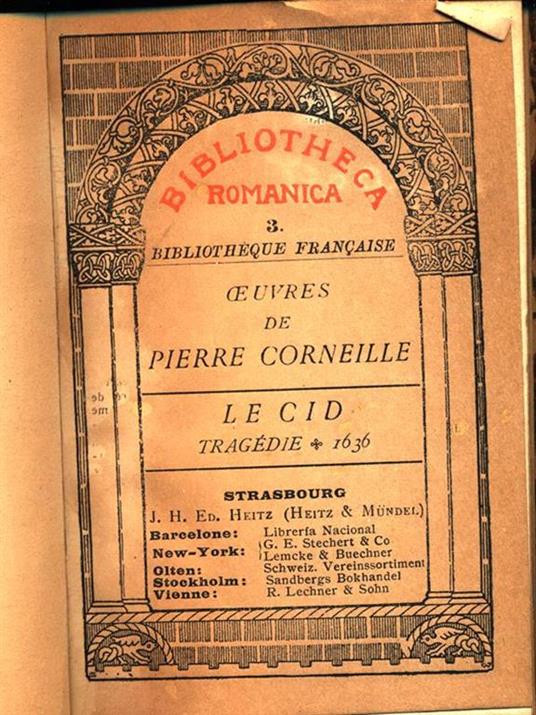 BIBLIOTHECA
ROMANICA
3.
BIBLIOTHÈQUE FRANÇAISE
ŒUVRES
DE
PIERRE CORNEILLE
LE CID
TRAGÉDIE ✤ 1636
STRASBOURG
J. H. ED. HEITZ (HEITZ & MÜNDEL)
Barcelone: Librería Nacional
New-York: G. E. Stechert & Co
Lemcke & Buechner
Olten: Schweiz. Vereinssortiment
Stockholm: Sandbergs Bokhandel
Vienne: R. Lechner & Sohn